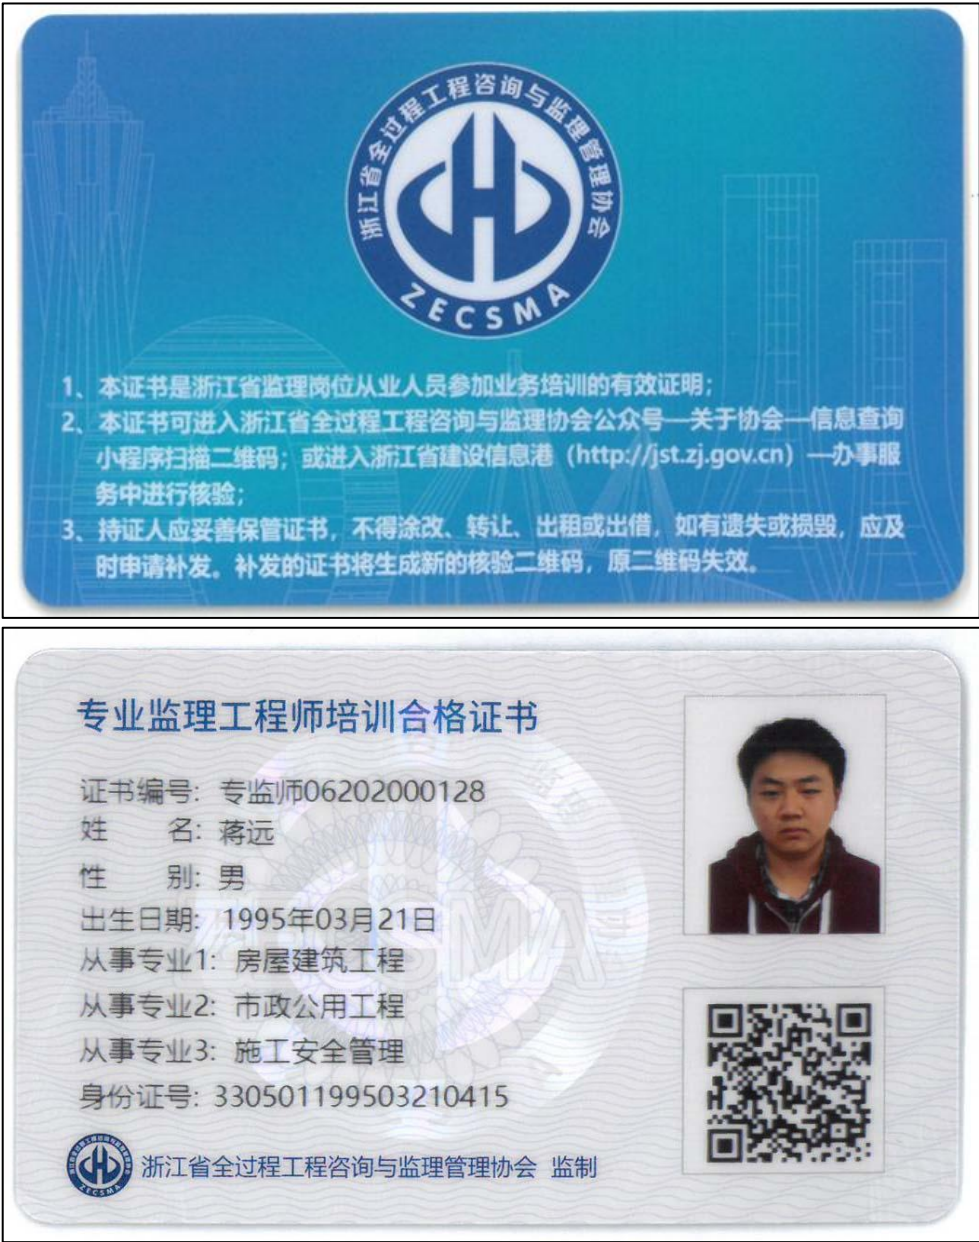 浙江省全过程工程咨询与监理管理协会
ZECSMA
1、本证书是浙江省监理岗位从业人员参加业务培训的有效证明；
2、本证书可进入浙江省全过程工程咨询与监理协会公众号—关于协会—信息查询
小程序扫描二维码；或进入浙江省建设信息港（http://jst.zj.gov.cn）—办事服
务中进行核验；
3、持证人应妥善保管证书，不得涂改、转让、出租或出借，如有遗失或损毁，应及
时申请补发。补发的证书将生成新的核验二维码，原二维码失效。
专业监理工程师培训合格证书
证书编号：专监师06202000128
姓 名：蒋远
性 别：男
出生日期：1995年03月21日
从事专业1：房屋建筑工程
从事专业2：市政公用工程
从事专业3：施工安全管理
身份证号：330501199503210415
ZECSMA
浙江省全过程工程咨询与监理管理协会 监制